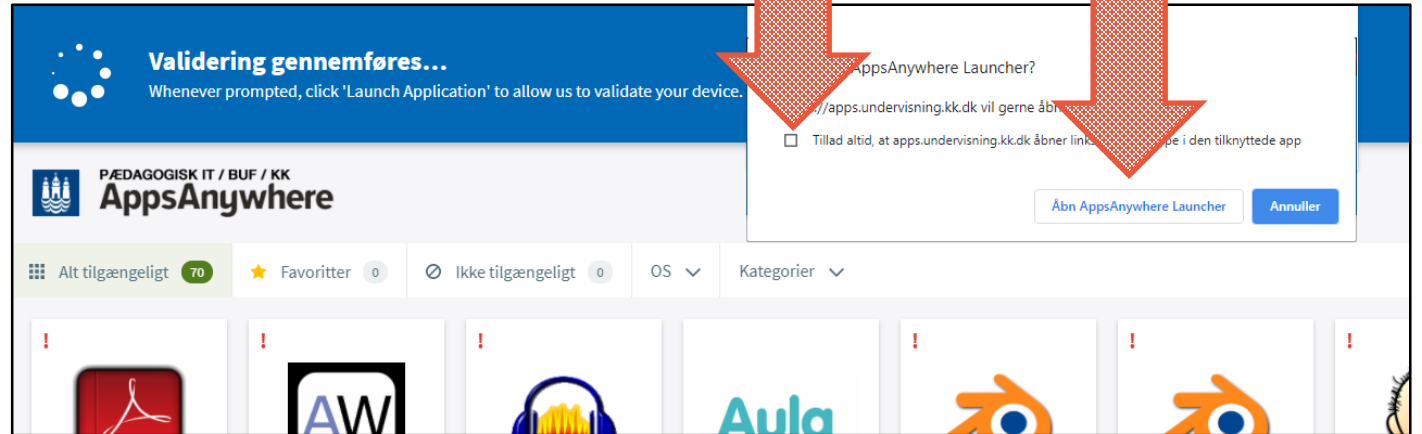 Validering gennemføres...
Whenever prompted, click 'Launch Application' to allow us to validate your device.
AppsAnywhere Launcher?
//apps.undervisning.kk.dk vil gerne
Tillad altid, at apps.undervisning.kk.dk åbner i den tilknyttede app
Åbn AppsAnywhere Launcher
Annuller
PÆDAGOGISK IT / BUF / KK
AppsAnywhere
Alt tilgængeligt 70
Favoritter 0
Ikke tilgængeligt 0
OS
Kategorier
!
!
!
!
!
!
AW
Aula